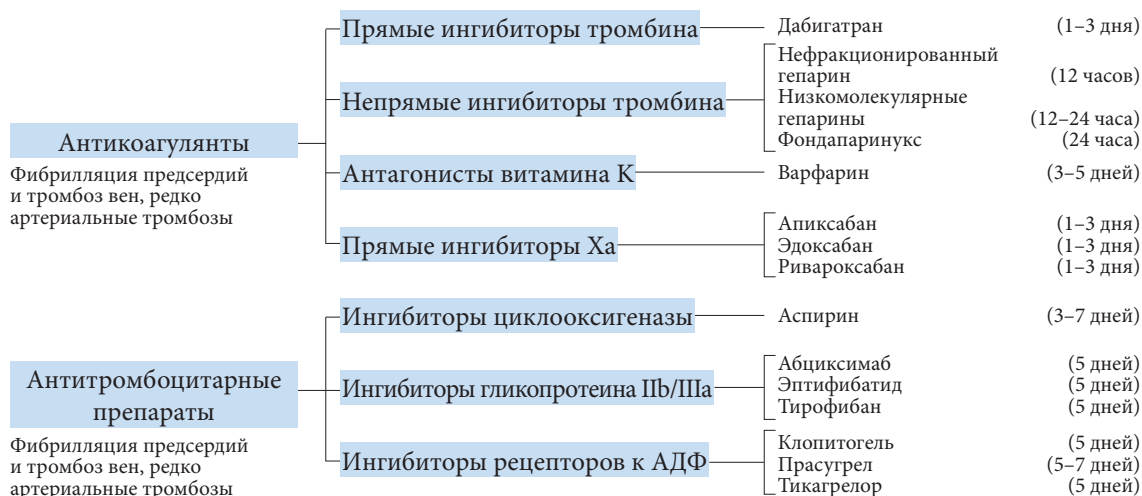 Прямые ингибиторы тромбина
Дабигатран (1–3 дня)
Непрямые ингибиторы тромбина
Нефракционированный
гепарин (12 часов)
Низкомолекулярные
гепарины (12–24 часа)
Фондапаринукс (24 часа)
Антикоагулянты
Фибрилляция предсердий
и тромбоз вен, редко
артериальные тромбозы
Антагонисты витамина К
Варфарин (3–5 дней)
Прямые ингибиторы Xa
Апиксабан (1–3 дня)
Эдоксабан (1–3 дня)
Ривароксабан (1–3 дня)
Ингибиторы циклооксигеназы
Аспирин (3–7 дней)
Антитромбоцитарные
препараты
Фибрилляция предсердий
и тромбоз вен, редко
артериальные тромбозы
Ингибиторы гликопротеина IIb/IIIa
Абциксимаб (5 дней)
Эптифибатид (5 дней)
Тирофибан (5 дней)
Ингибиторы рецепторов к АДФ
Клопитогель (5 дней)
Прасугрел (5–7 дней)
Тикагрелор (5 дней)